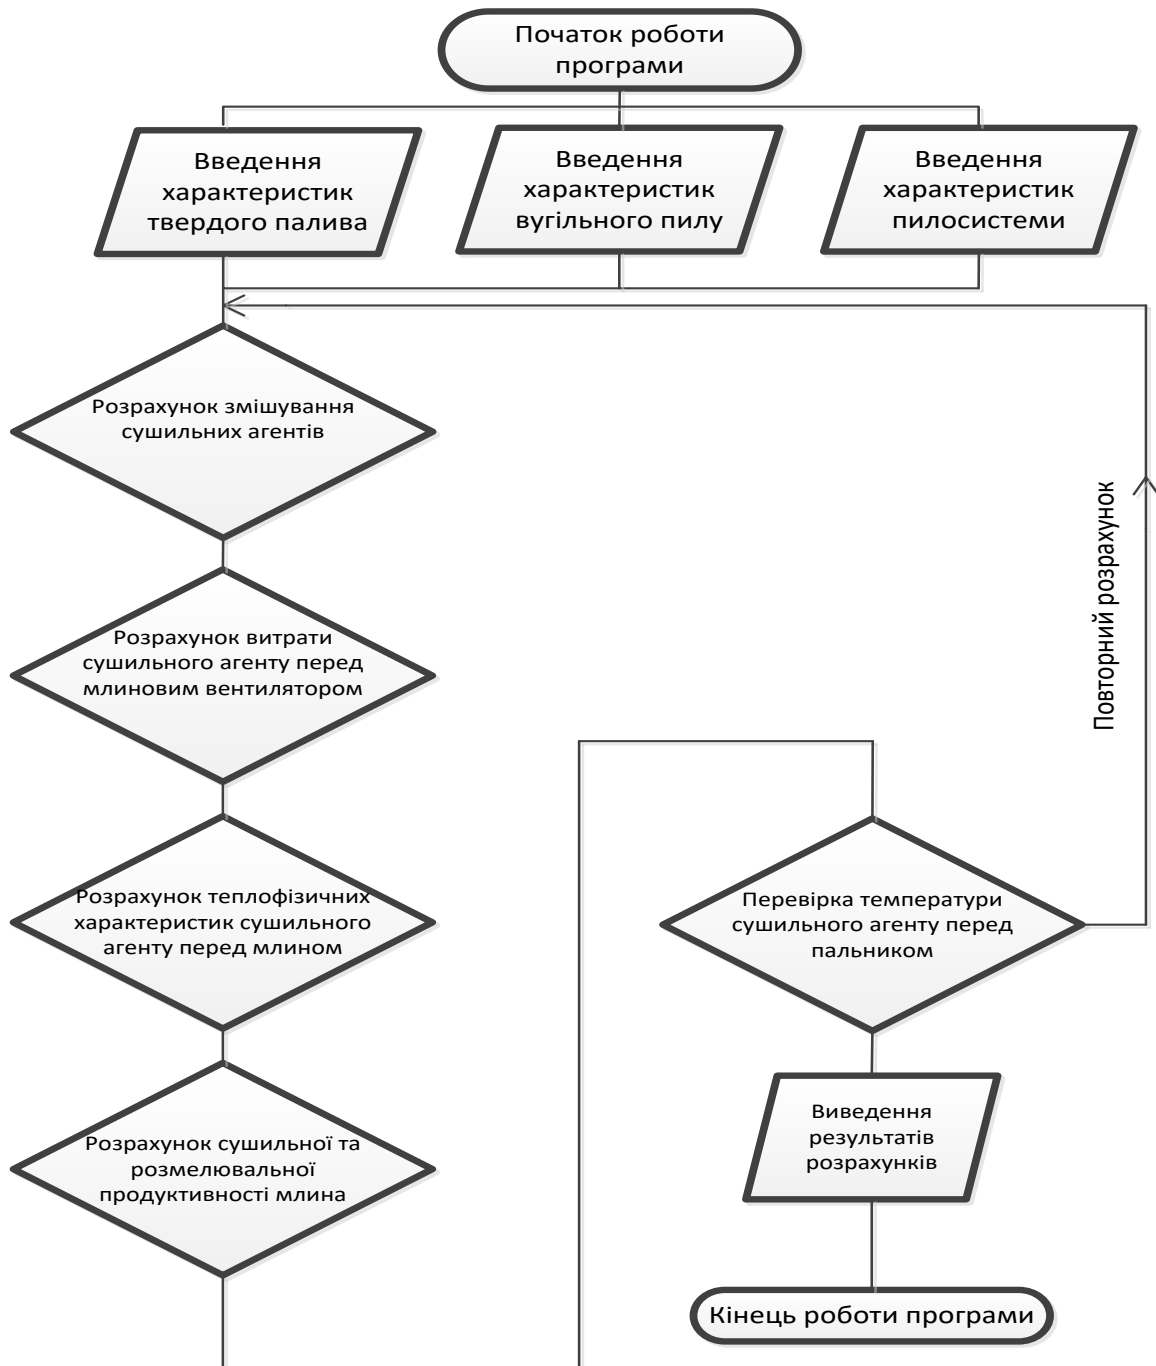 Початок роботи
програми
Введення
характеристик
твердого палива
Введення
характеристик
вугільного пилу
Введення
характеристик
пилосистеми
Розрахунок змішування
сушильних агентів
Розрахунок витрати
сушильного агенту перед
млиновим вентилятором
Розрахунок теплофізичних
характеристик сушильного
агенту перед млином
Розрахунок сушильної та
розмелювальної
продуктивності млина
Повторний розрахунок
Перевірка температури
сушильного агенту перед
пальником
Виведення
результатів
розрахунків
Кінець роботи програми